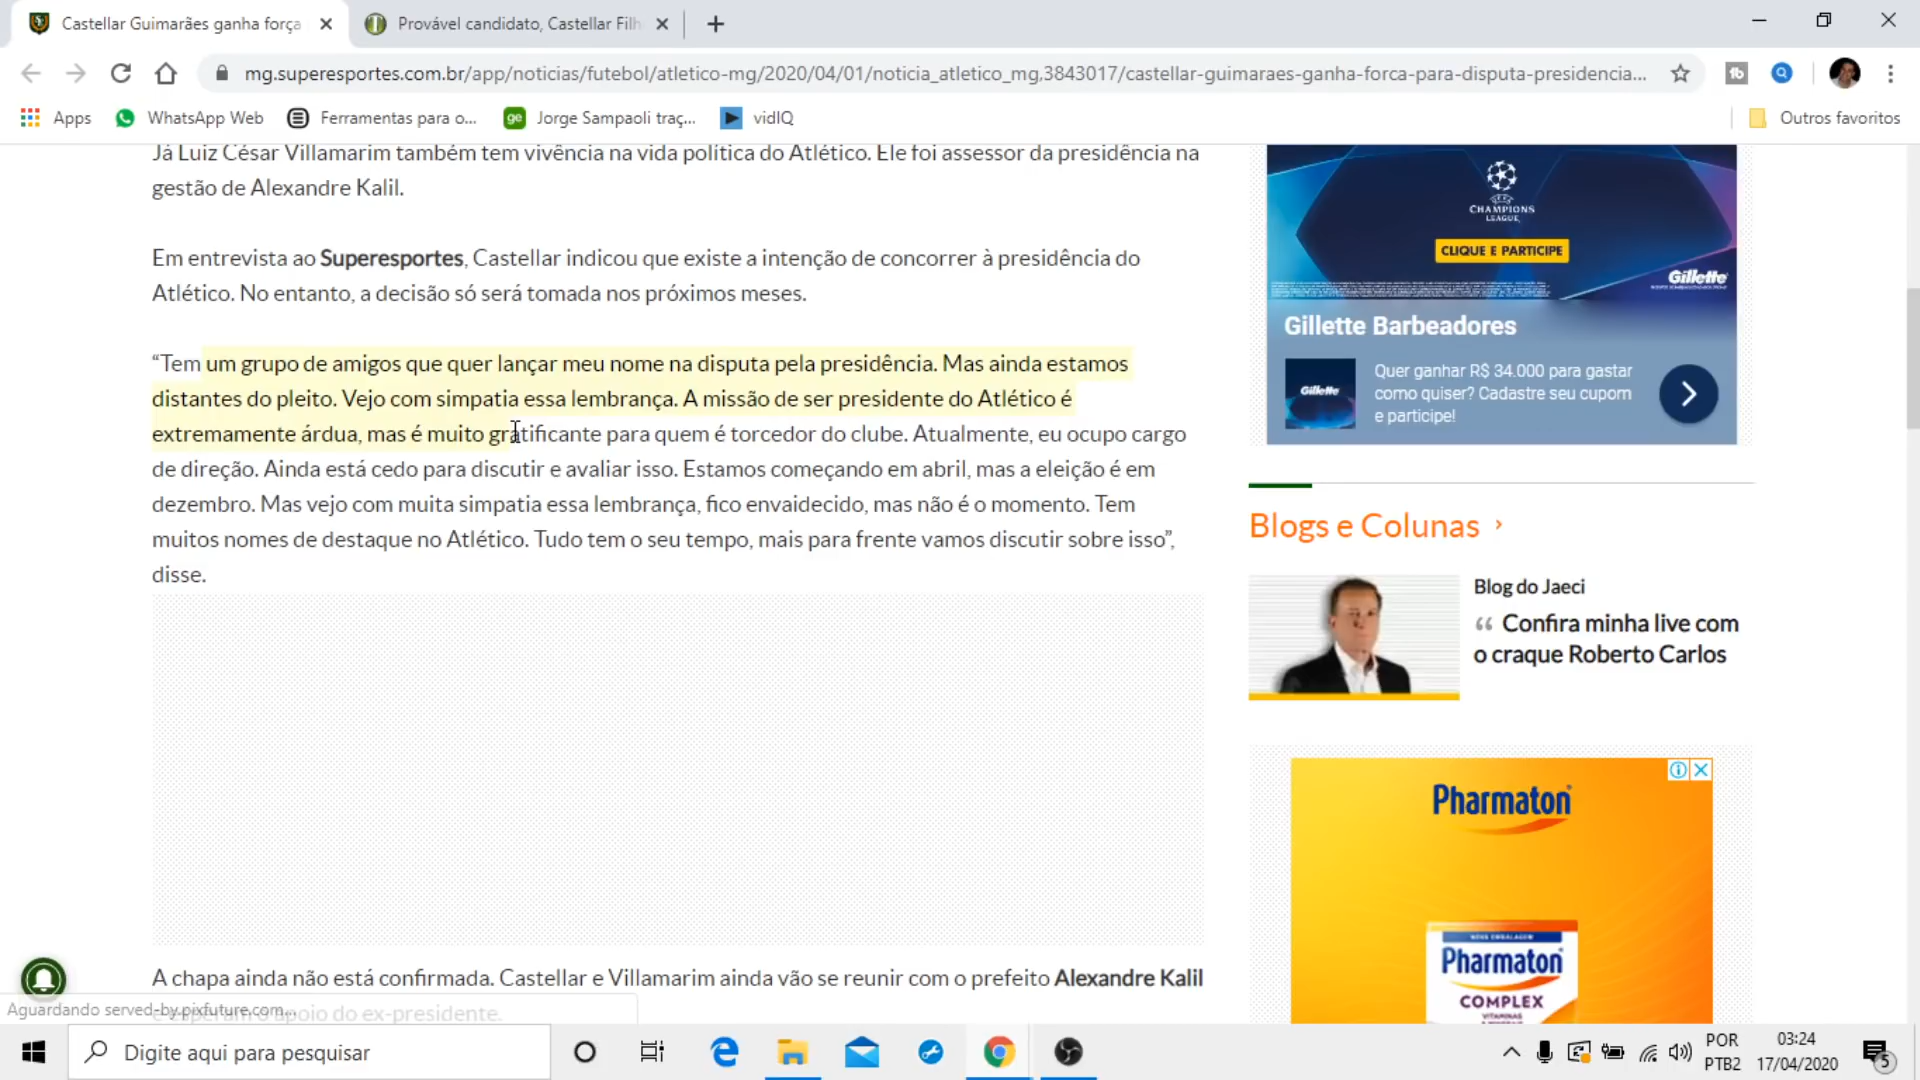 Castellar Guimarães ganha força
Provável candidato, Castellar Filh
mg.superesportes.com.br/app/noticias/futebol/atletico-mg/2020/04/01/noticia_atletico_mg,3843017/castellar-guimaraes-ganha-forca-para-disputa-presidencia...
Apps
WhatsApp Web
Ferramentas para o...
ge
Jorge Sampaoli traç...
vidIQ
Outros favoritos
Já Luiz César Villamarim também tem vivência na vida política do Atlético. Ele foi assessor da presidência na
gestão de Alexandre Kalil.
Em entrevista ao Superesportes, Castellar indicou que existe a intenção de concorrer à presidência do
Atlético. No entanto, a decisão só será tomada nos próximos meses.
“Tem um grupo de amigos que quer lançar meu nome na disputa pela presidência. Mas ainda estamos
distantes do pleito. Vejo com simpatia essa lembrança. A missão de ser presidente do Atlético é
extremamente árdua, mas é muito gratificante para quem é torcedor do clube. Atualmente, eu ocupo cargo
de direção. Ainda está cedo para discutir e avaliar isso. Estamos começando em abril, mas a eleição é em
dezembro. Mas vejo com muita simpatia essa lembrança, fico envaidecido, mas não é o momento. Tem
muitos nomes de destaque no Atlético. Tudo tem o seu tempo, mais para frente vamos discutir sobre isso”,
disse.
A chapa ainda não está confirmada. Castellar e Villamarim ainda vão se reunir com o prefeito Alexandre Kalil
e esperam o apoio do ex-presidente.
Aguardando served-by.pixfuture.com...
CHAMPIONS
LEAGUE
CLIQUE E PARTICIPE
Gillette
Gillette Barbeadores
Gillette
Quer ganhar R$ 34.000 para gastar
como quiser? Cadastre seu cupom
e participe!
Blogs e Colunas
Blog do Jaeci
“ Confira minha live com
o craque Roberto Carlos
Pharmaton
NOVA EMBALAGEM
Pharmaton
COMPLEX
Digite aqui para pesquisar
POR
PTB2
03:24
17/04/2020
5